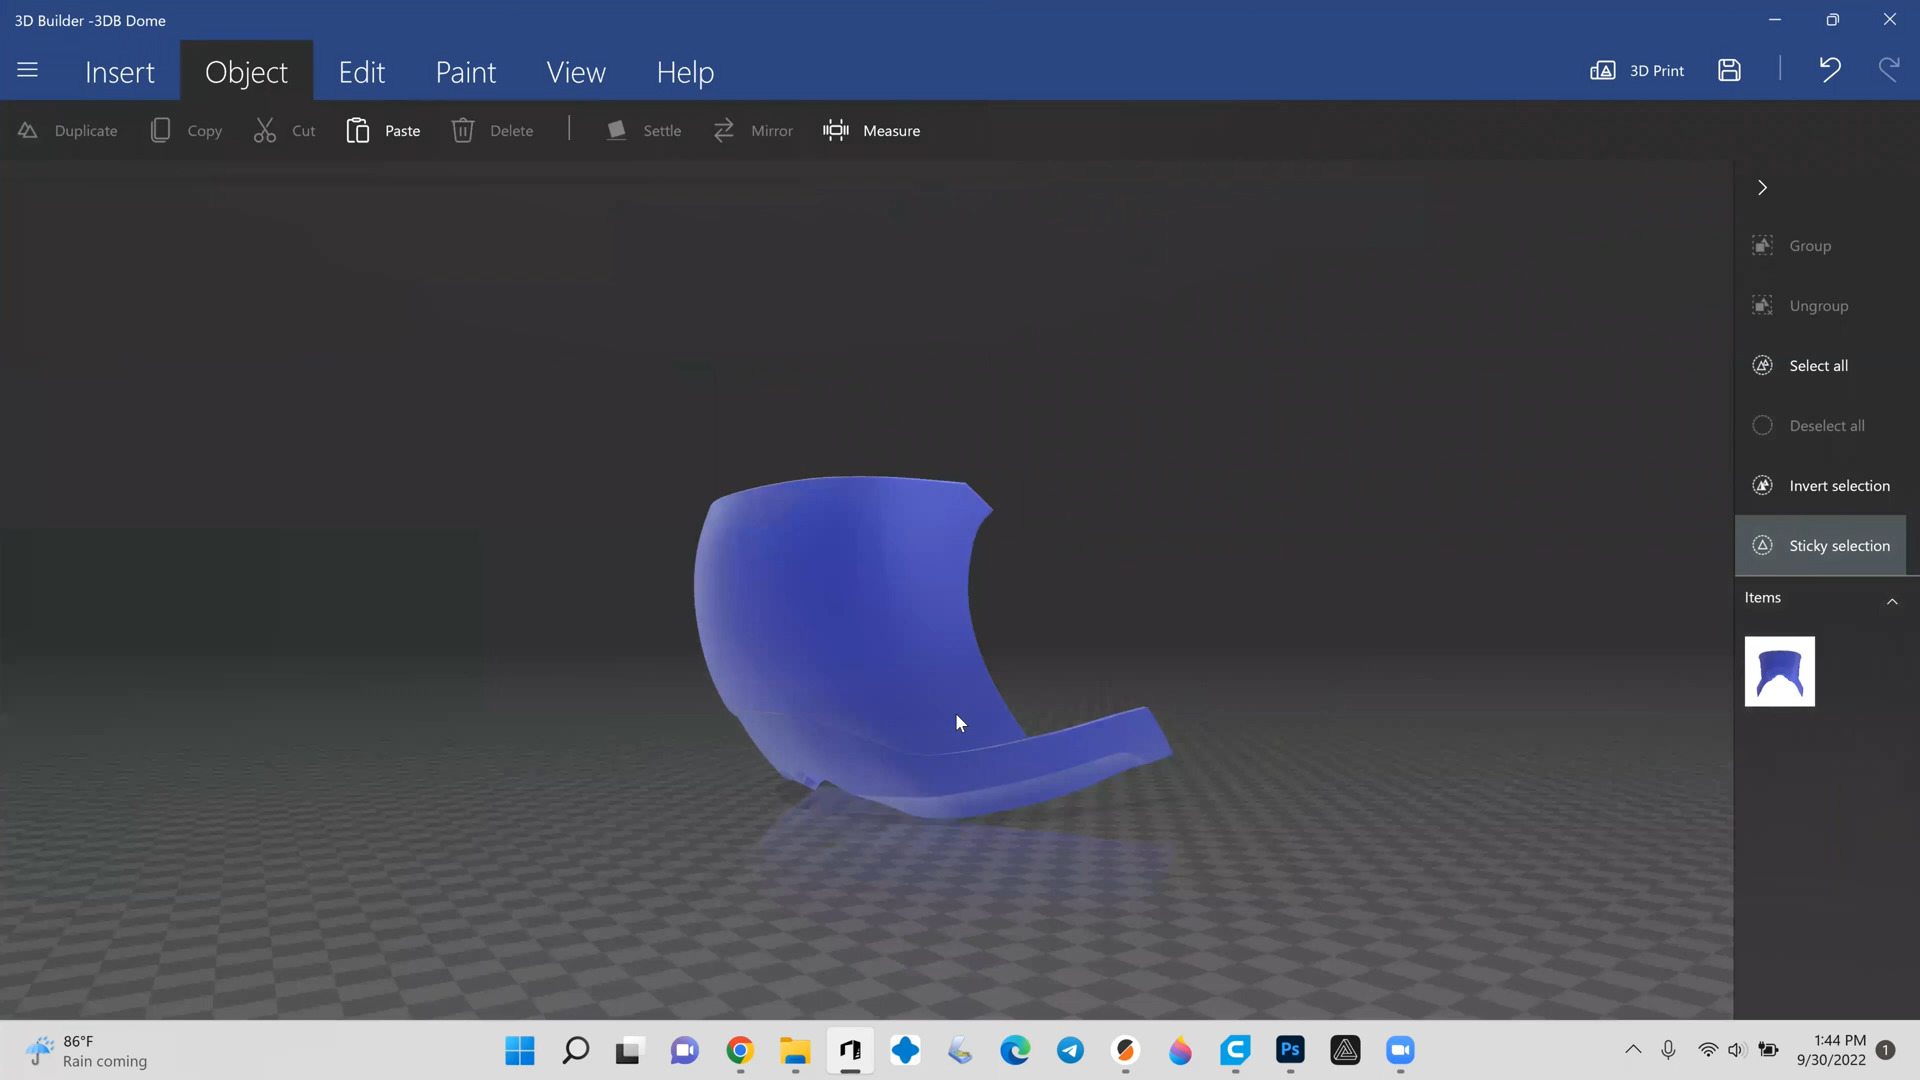 3D Builder -3DB Dome
Insert
Object
Edit
Paint
View
Help
3D Print
Duplicate
Copy
Cut
Paste
Delete
Settle
Mirror
Measure
Group
Ungroup
Select all
Deselect all
Invert selection
Sticky selection
Items
86°F
Rain coming
Ps
1:44 PM
9/30/2022
1